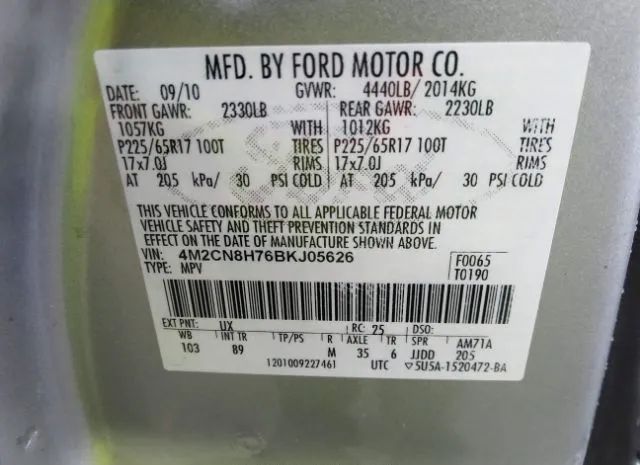 MFD. BY FORD MOTOR CO.
DATE: 09/10 GVWR: 4440LB/ 2014KG
FRONT GAWR: 2330LB REAR GAWR: 2230LB
1057KG WITH 1012KG WITH
P225/65R17 100T TIRES P225/65R17 100T TIRES
17x7.0J RIMS 17x7.0J RIMS
AT 205 kPa/ 30 PSI COLD AT 205 kPa/ 30 PSI COLD
THIS VEHICLE CONFORMS TO ALL APPLICABLE FEDERAL MOTOR
VEHICLE SAFETY AND THEFT PREVENTION STANDARDS IN
EFFECT ON THE DATE OF MANUFACTURE SHOWN ABOVE.
VIN: 4M2CN8H76BKJ05626 F0065
TYPE: MPV T0190
EXT PNT: UX RC: 25 DSO:
WB INT TR TP/PS R AXLE TR SPR AM71A
103 89 M 35 6 JJDD 205
1201009227461 UTC ▽5U5A-1520472-BA